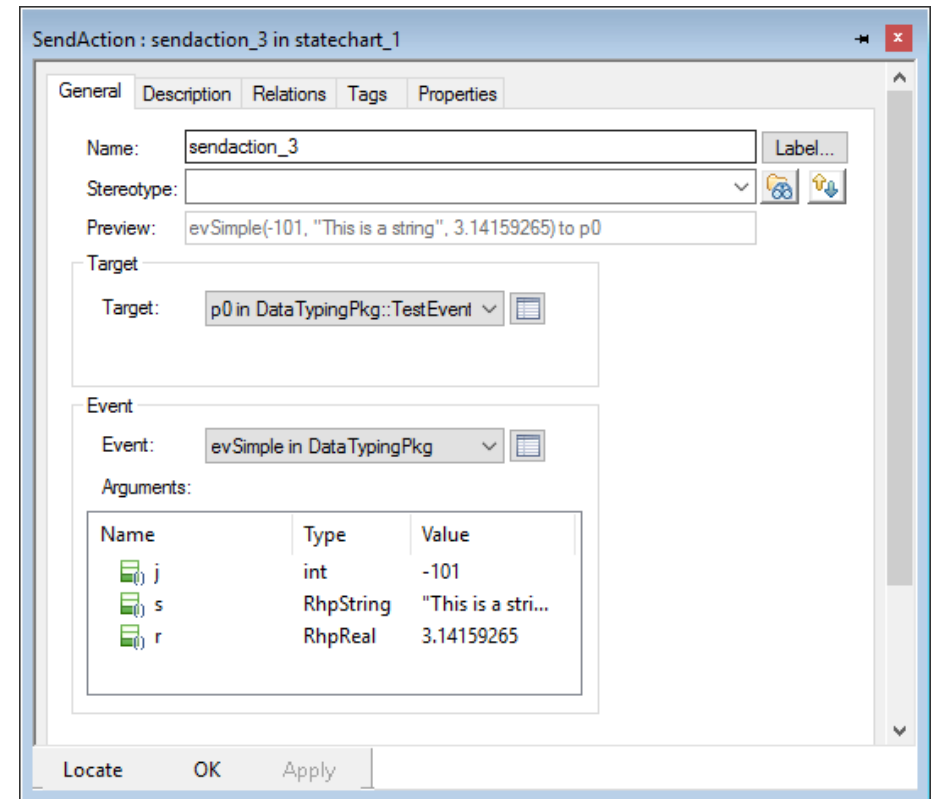 SendAction : sendaction_3 in statechart_1
General Description Relations Tags Properties
Name: sendaction_3 Label...
Stereotype:
Preview: evSimple(-101, "This is a string", 3.14159265) to p0
Target
Target: p0 in DataTypingPkg::TestEvent
Event
Event: evSimple in DataTypingPkg
Arguments:
Name Type Value
j int -101
s RhpString "This is a stri...
r RhpReal 3.14159265
Locate OK Apply